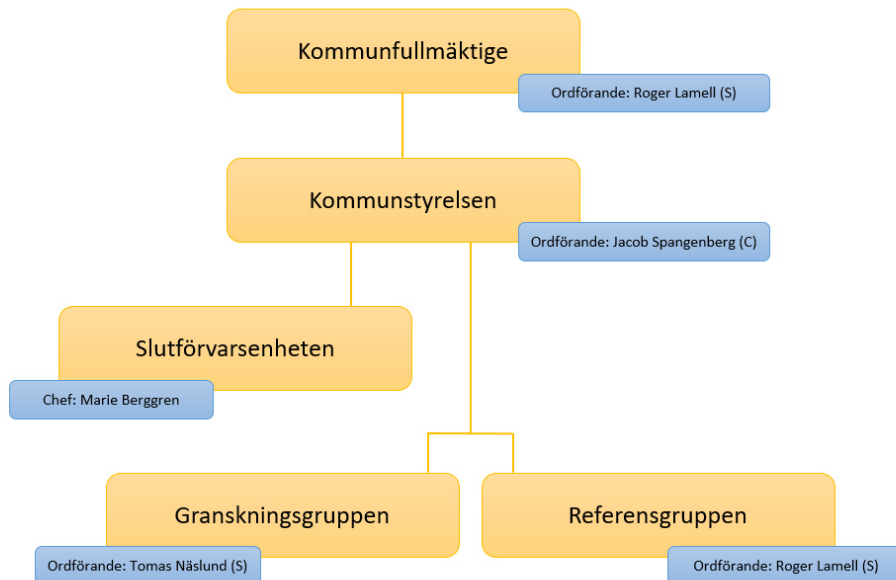 Kommunfullmäktige
Ordförande: Roger Lamell (S)
Kommunstyrelsen
Ordförande: Jacob Spangenberg (C)
Slutförvarsenheten
Chef: Marie Berggren
Granskningsgruppen
Ordförande: Tomas Näslund (S)
Referensgruppen
Ordförande: Roger Lamell (S)